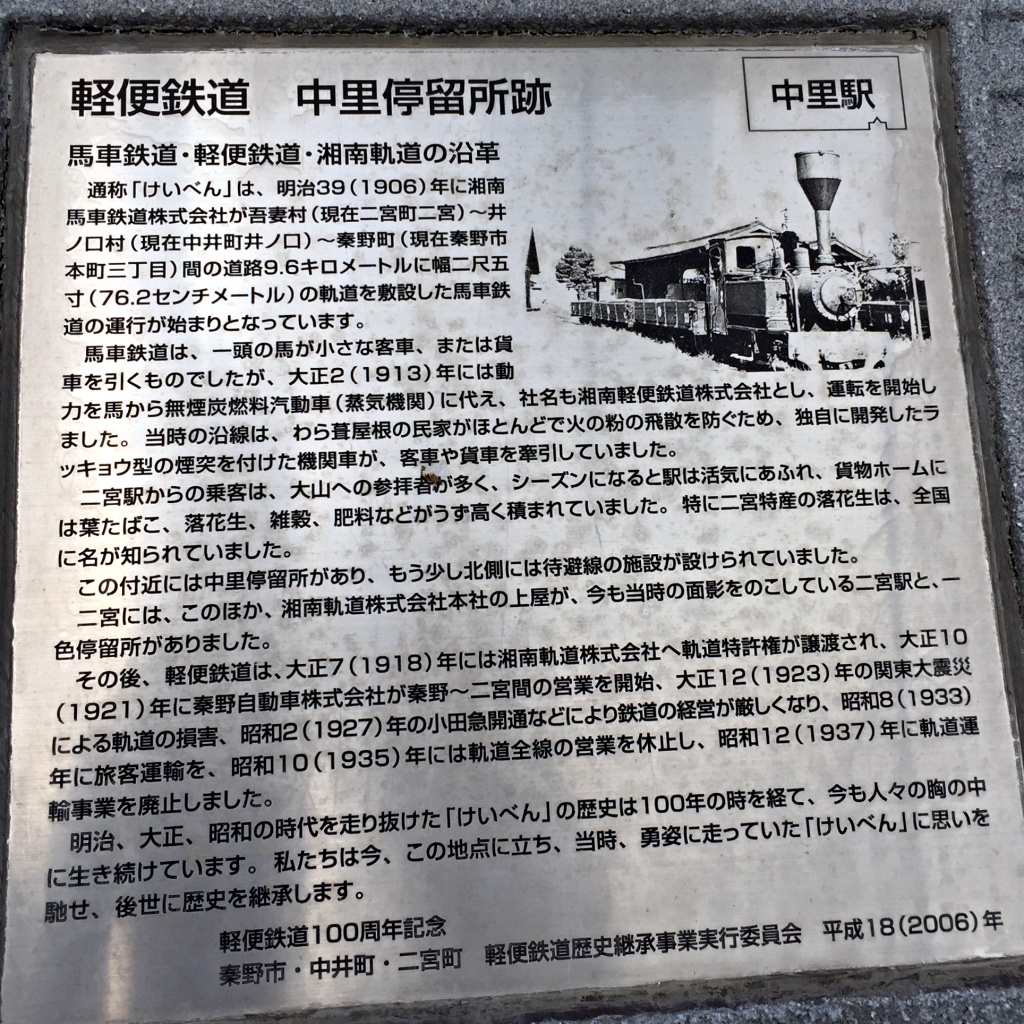 軽便鉄道　中里停留所跡
中里駅
馬車鉄道・軽便鉄道・湘南軌道の沿革
通称「けいべん」は、明治39(1906)年に湘南
馬車鉄道株式会社が吾妻村(現在二宮町二宮)〜井
ノ口村(現在中井町井ノ口)〜秦野町(現在秦野市
本町三丁目)間の道路9.6キロメートルに幅二尺五
寸(76.2センチメートル)の軌道を敷設した馬車鉄
道の運行が始まりとなっています。
馬車鉄道は、一頭の馬が小さな客車、または貨
車を引くものでしたが、大正2(1913)年には動
力を馬から無煙炭燃料汽動車(蒸気機関)に代え、社名も湘南軽便鉄道株式会社とし、運転を開始し
ました。当時の沿線は、わら葺屋根の民家がほとんどで火の粉の飛散を防ぐため、独自に開発したラ
ッキョウ型の煙突を付けた機関車が、客車や貨車を牽引していました。
二宮駅からの乗客は、大山への参拝者が多く、シーズンになると駅は活気にあふれ、貨物ホームに
は葉たばこ、落花生、雑穀、肥料などがうず高く積まれていました。特に二宮特産の落花生は、全国
に名が知られていました。
この付近には中里停留所があり、もう少し北側には待避線の施設が設けられていました。
二宮には、このほか、湘南軌道株式会社本社の上屋が、今も当時の面影をのこしている二宮駅と、一
色停留所がありました。
その後、軽便鉄道は、大正7(1918)年には湘南軌道株式会社へ軌道特許権が譲渡され、大正10
(1921)年に秦野自動車株式会社が秦野〜二宮間の営業を開始、大正12(1923)年の関東大震災
による軌道の損害、昭和2(1927)年の小田急開通などにより鉄道の経営が厳しくなり、昭和8(1933)
年に旅客運輸を、昭和10(1935)年には軌道全線の営業を休止し、昭和12(1937)年に軌道運
輸事業を廃止しました。
明治、大正、昭和の時代を走り抜けた「けいべん」の歴史は100年の時を経て、今も人々の胸の中
に生き続けています。私たちは今、この地点に立ち、当時、勇姿に走っていた「けいべん」に思いを
馳せ、後世に歴史を継承します。
軽便鉄道100周年記念
秦野市・中井町・二宮町　軽便鉄道歴史継承事業実行委員会　平成18(2006)年